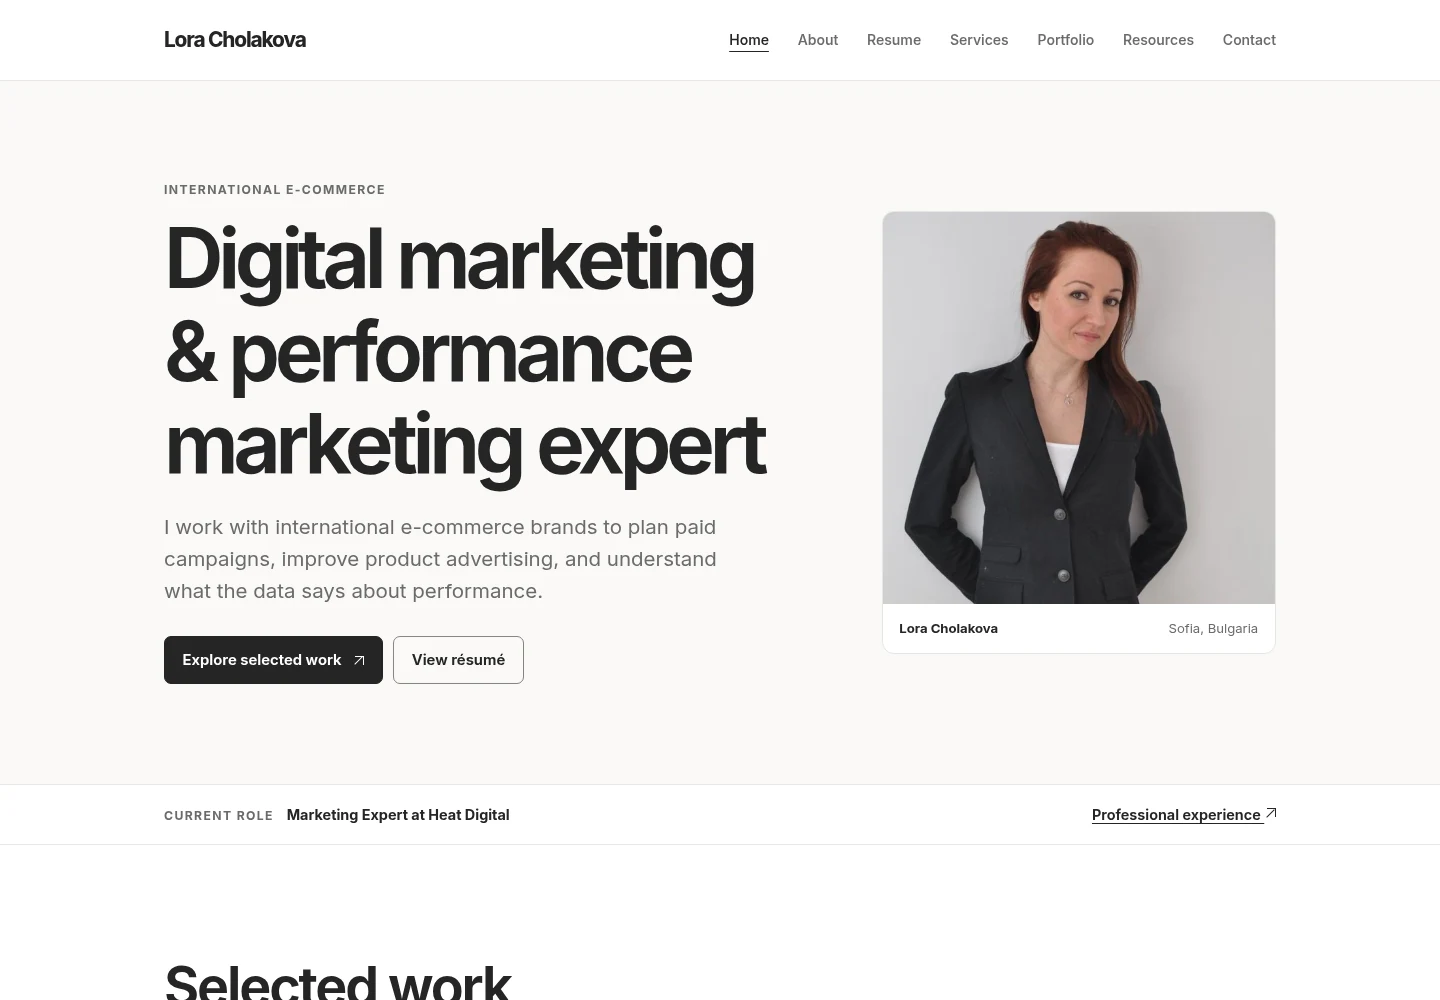 Lora Cholakova
Home About Resume Services Portfolio Resources Contact
INTERNATIONAL E-COMMERCE
Digital marketing
& performance
marketing expert
I work with international e-commerce brands to plan paid
campaigns, improve product advertising, and understand
what the data says about performance.
Explore selected work
View résumé
Lora Cholakova
Sofia, Bulgaria
CURRENT ROLE Marketing Expert at Heat Digital
Professional experience
Selected work